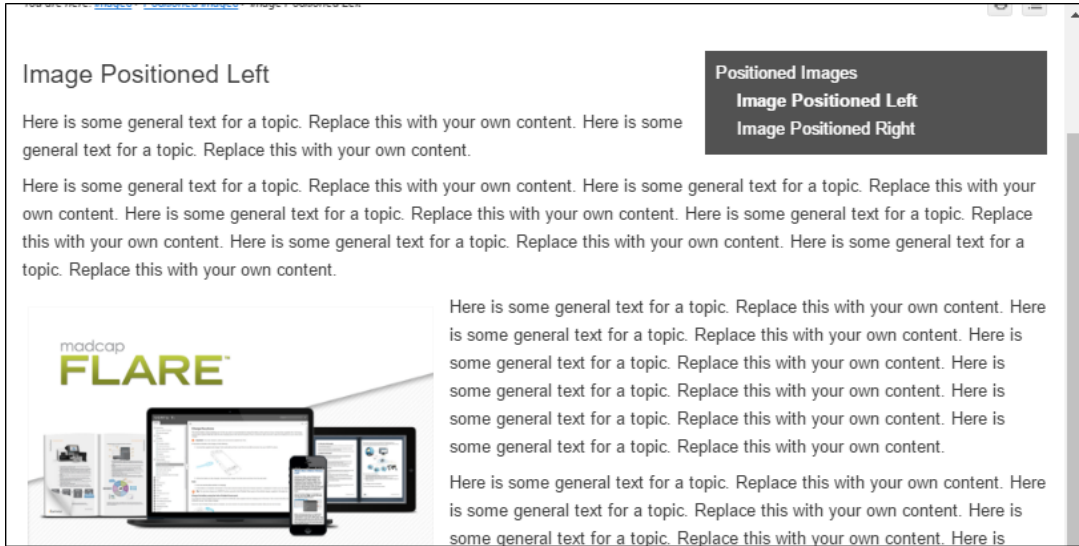 You are here: Images > Positioned Images > Image Positioned Left
Image Positioned Left
Positioned Images
Image Positioned Left
Image Positioned Right
Here is some general text for a topic. Replace this with your own content. Here is some
general text for a topic. Replace this with your own content.
Here is some general text for a topic. Replace this with your own content. Here is some general text for a topic. Replace this with your
own content. Here is some general text for a topic. Replace this with your own content. Here is some general text for a topic. Replace
this with your own content. Here is some general text for a topic. Replace this with your own content. Here is some general text for a
topic. Replace this with your own content.
madcap
FLARE™
Here is some general text for a topic. Replace this with your own content. Here
is some general text for a topic. Replace this with your own content. Here is
some general text for a topic. Replace this with your own content. Here is
some general text for a topic. Replace this with your own content. Here is
some general text for a topic. Replace this with your own content. Here is
some general text for a topic. Replace this with your own content.
Here is some general text for a topic. Replace this with your own content. Here
is some general text for a topic. Replace this with your own content. Here is
some general text for a topic. Replace this with your own content. Here is